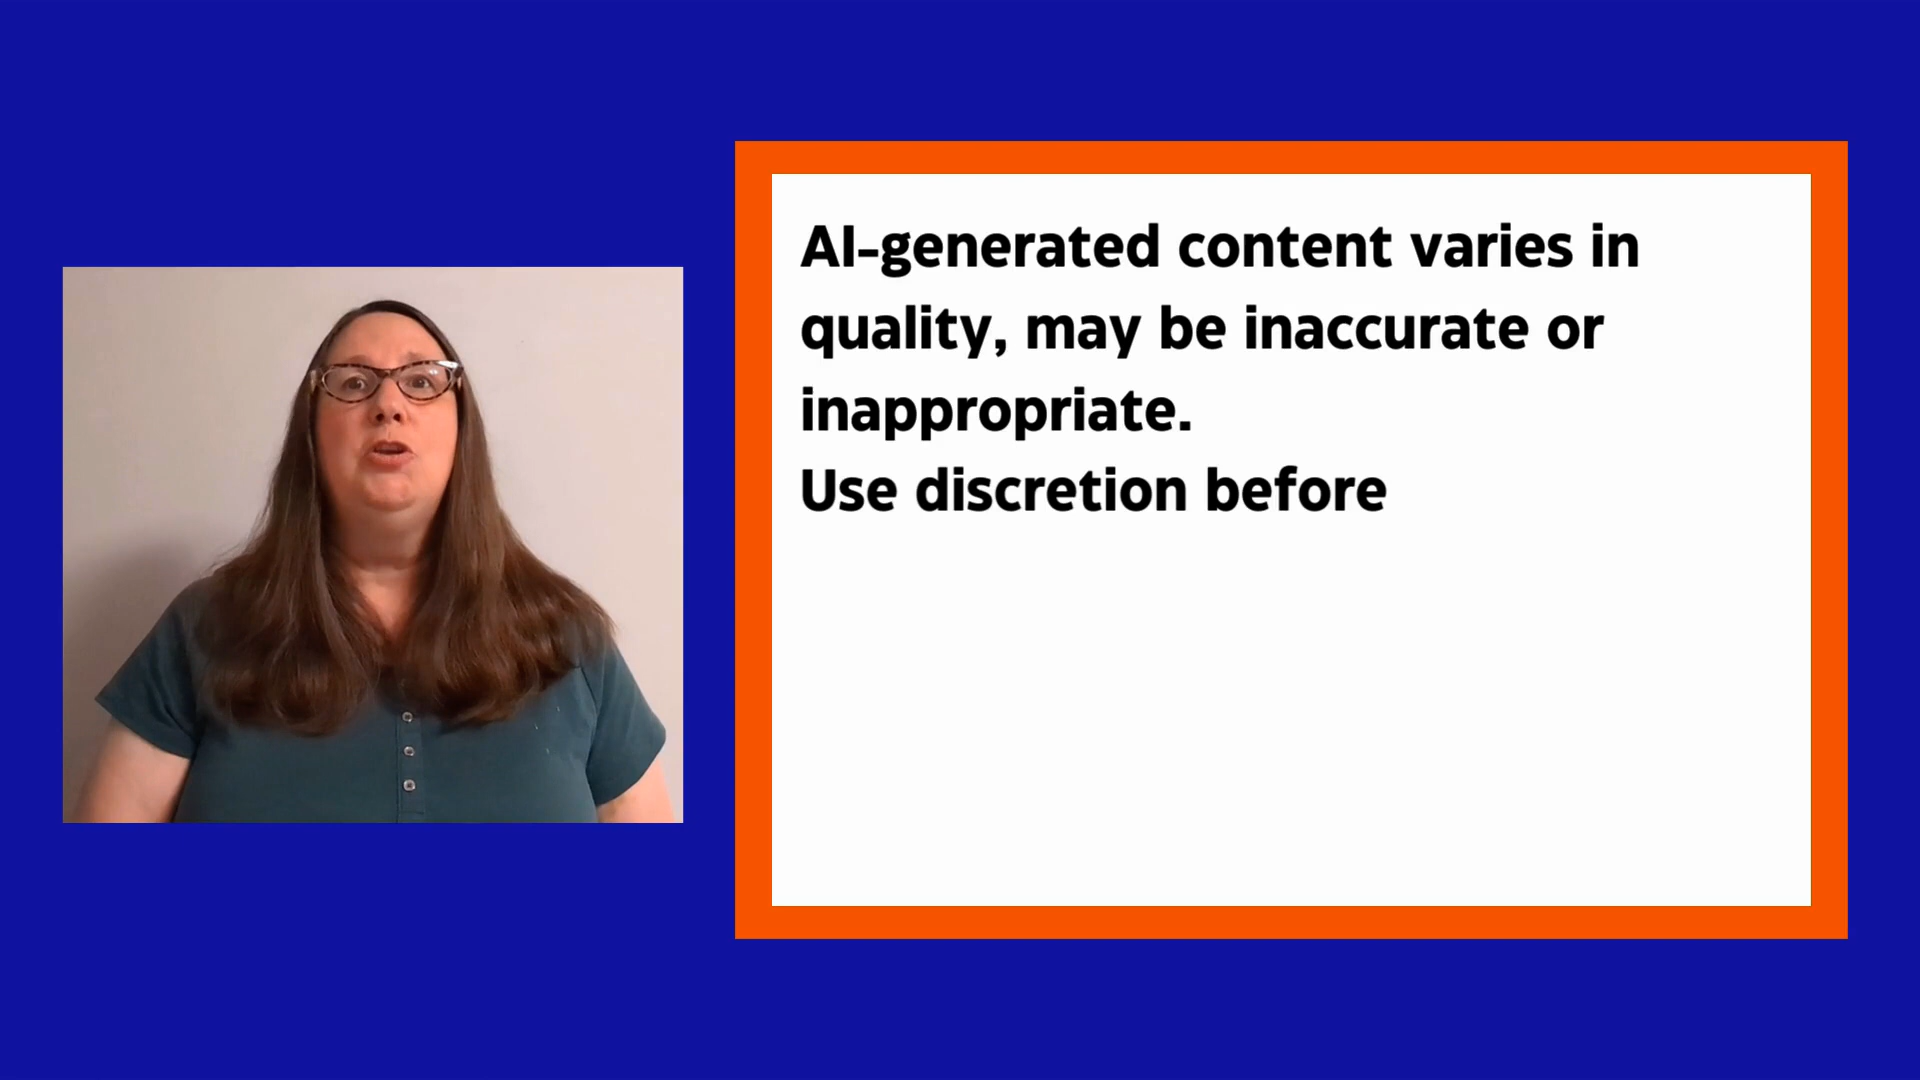 AI-generated content varies in
quality, may be inaccurate or
inappropriate.
Use discretion before